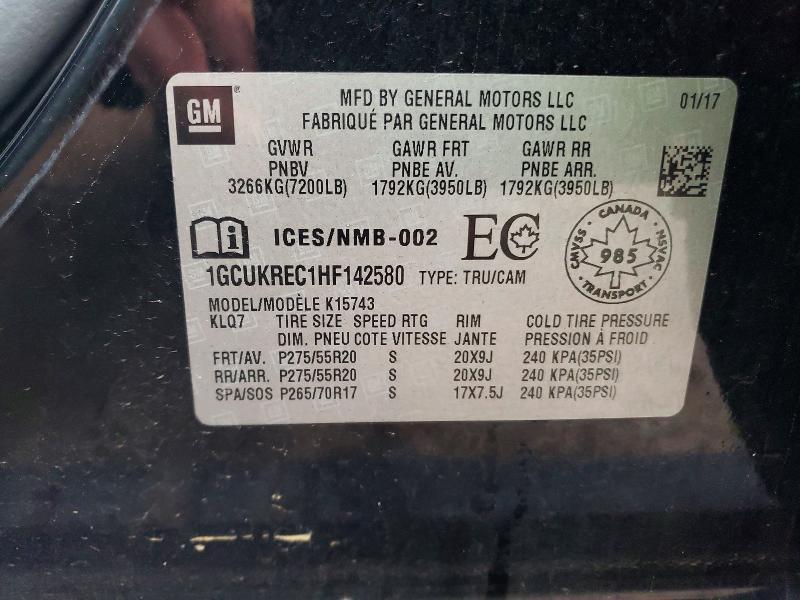 GM
MFD BY GENERAL MOTORS LLC 01/17
FABRIQUÉ PAR GENERAL MOTORS LLC
GVWR GAWR FRT GAWR RR
PNBV PNBE AV. PNBE ARR.
3266KG(7200LB) 1792KG(3950LB) 1792KG(3950LB)
ICES/NMB-002 EC
CANADA
CMVSS 985 NSVAC
TRANSPORT
1GCUKREC1HF142580 TYPE: TRU/CAM
MODEL/MODÈLE K15743
KLQ7 TIRE SIZE SPEED RTG RIM COLD TIRE PRESSURE
DIM. PNEU COTE VITESSE JANTE PRESSION À FROID
FRT/AV. P275/55R20 S 20X9J 240 KPA(35PSI)
RR/ARR. P275/55R20 S 20X9J 240 KPA(35PSI)
SPA/SOS P265/70R17 S 17X7.5J 240 KPA(35PSI)